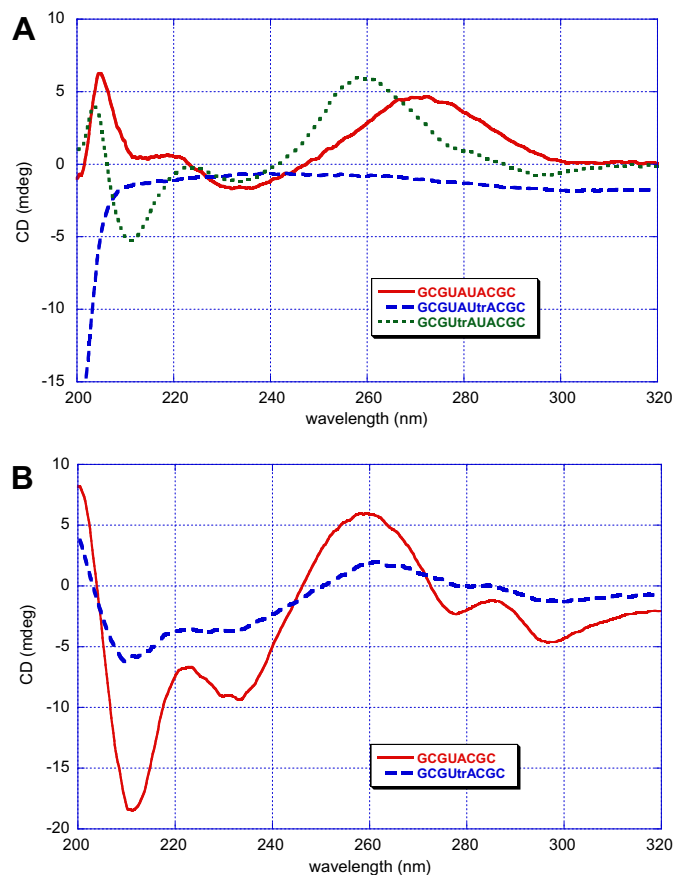 A
10
5
0
-5
-10
-15
CD (mdeg)
GCGUAUACGC
GCGUAUtrACGC
GCGUtrAUACGC
200 220 240 260 280 300 320
wavelength (nm)
B
10
5
0
-5
-10
-15
-20
CD (mdeg)
GCGUACGC
GCGUtrACGC
200 220 240 260 280 300 320
wavelength (nm)